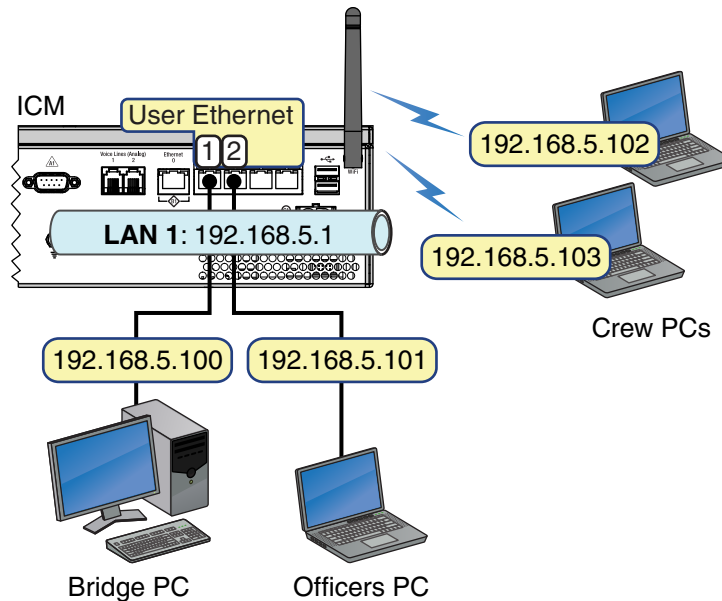 ICM
User Ethernet
1 2
Voice Lines (Analog)
1 2
Ethernet
0
WiFi
LAN 1: 192.168.5.1
192.168.5.102
192.168.5.103
Crew PCs
192.168.5.100
192.168.5.101
Bridge PC
Officers PC